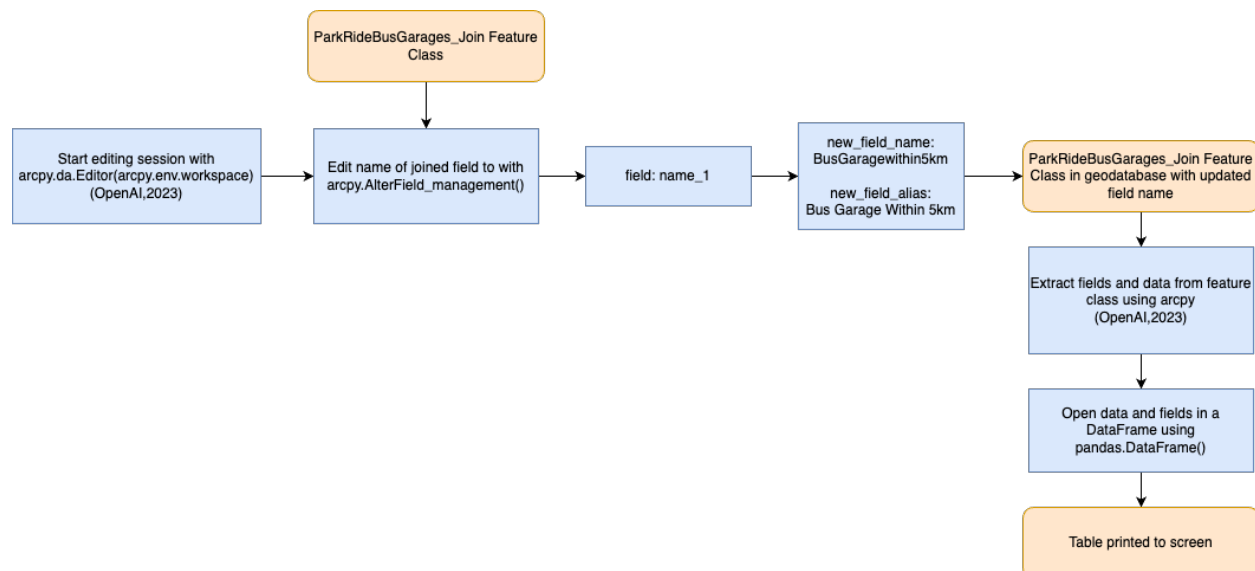 ParkRideBusGarages_Join Feature
Class
Start editing session with
arcpy.da.Editor(arcpy.env.workspace)
(OpenAI,2023)
Edit name of joined field to with
arcpy.AlterField_management()
field: name_1
new_field_name:
BusGaragewithin5km
new_field_alias:
Bus Garage Within 5km
ParkRideBusGarages_Join Feature
Class in geodatabase with updated
field name
Extract fields and data from feature
class using arcpy
(OpenAI,2023)
Open data and fields in a
DataFrame using
pandas.DataFrame()
Table printed to screen